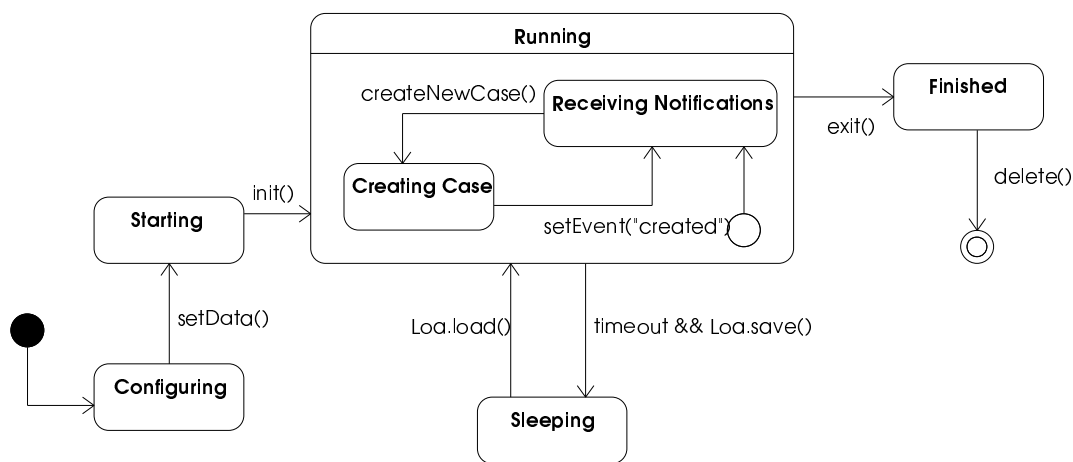 Running
Finished
createNewCase()
Receiving Notifications
exit()
Creating Case
delete()
init()
Starting
setEvent("created")
setData()
Loa.load()
timeout && Loa.save()
Configuring
Sleeping